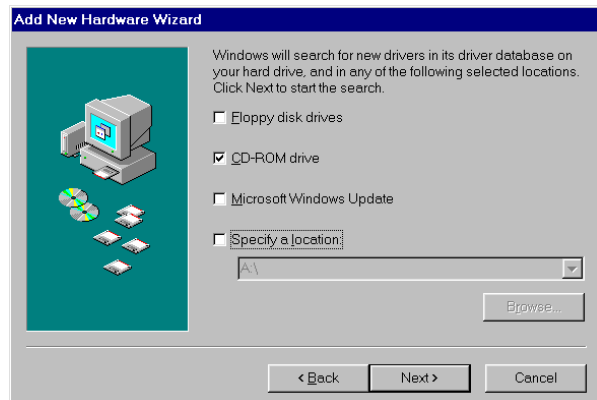 Add New Hardware Wizard
Windows will search for new drivers in its driver database on
your hard drive, and in any of the following selected locations.
Click Next to start the search.
Floppy disk drives
CD-ROM drive
Microsoft Windows Update
Specify a location:
A:\
Browse...
< Back
Next >
Cancel